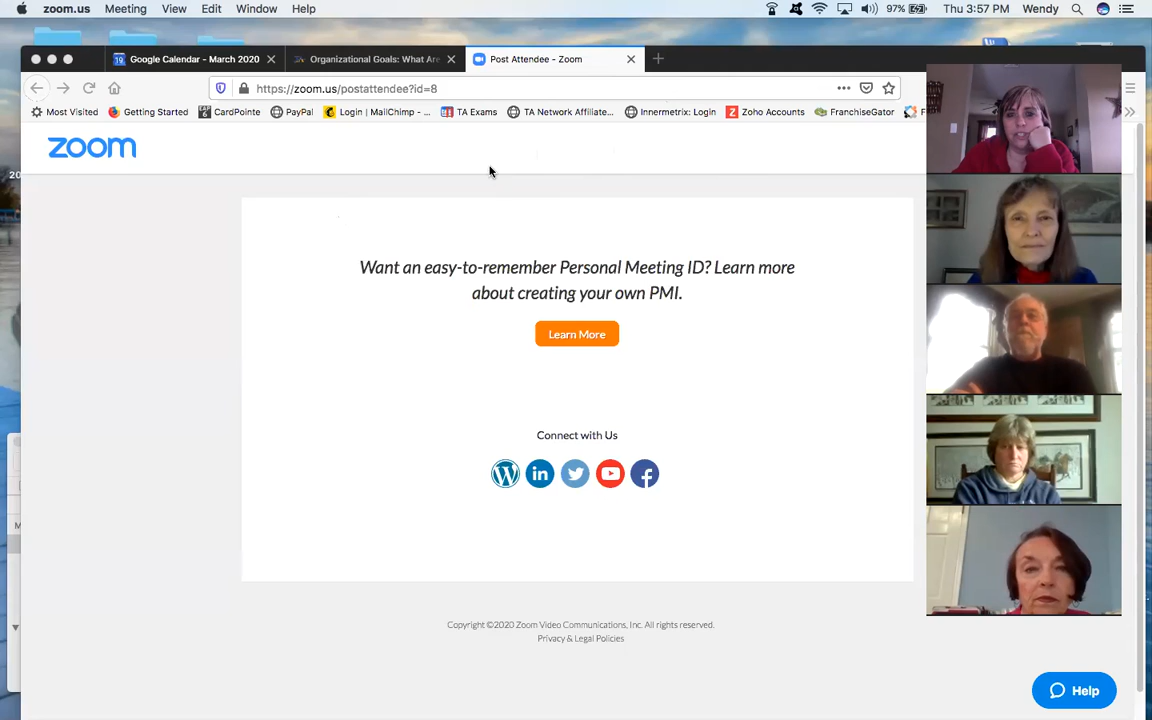 zoom.us Meeting View Edit Window Help 97% Thu 3:57 PM Wendy
Google Calendar - March 2020 Organizational Goals: What Are Post Attendee - Zoom
https://zoom.us/postattendee?id=8
Most Visited Getting Started CardPointe PayPal Login | MailChimp - ... TA Exams TA Network Affiliate... Innermetrix: Control Zoho Accounts FranchiseGator
zoom
20
Want an easy-to-remember Personal Meeting ID? Learn more
about creating your own PMI.
Learn More
Connect with Us
in
M
Copyright ©2020 Zoom Video Communications, Inc. All rights reserved.
Privacy & Legal Policies
Help